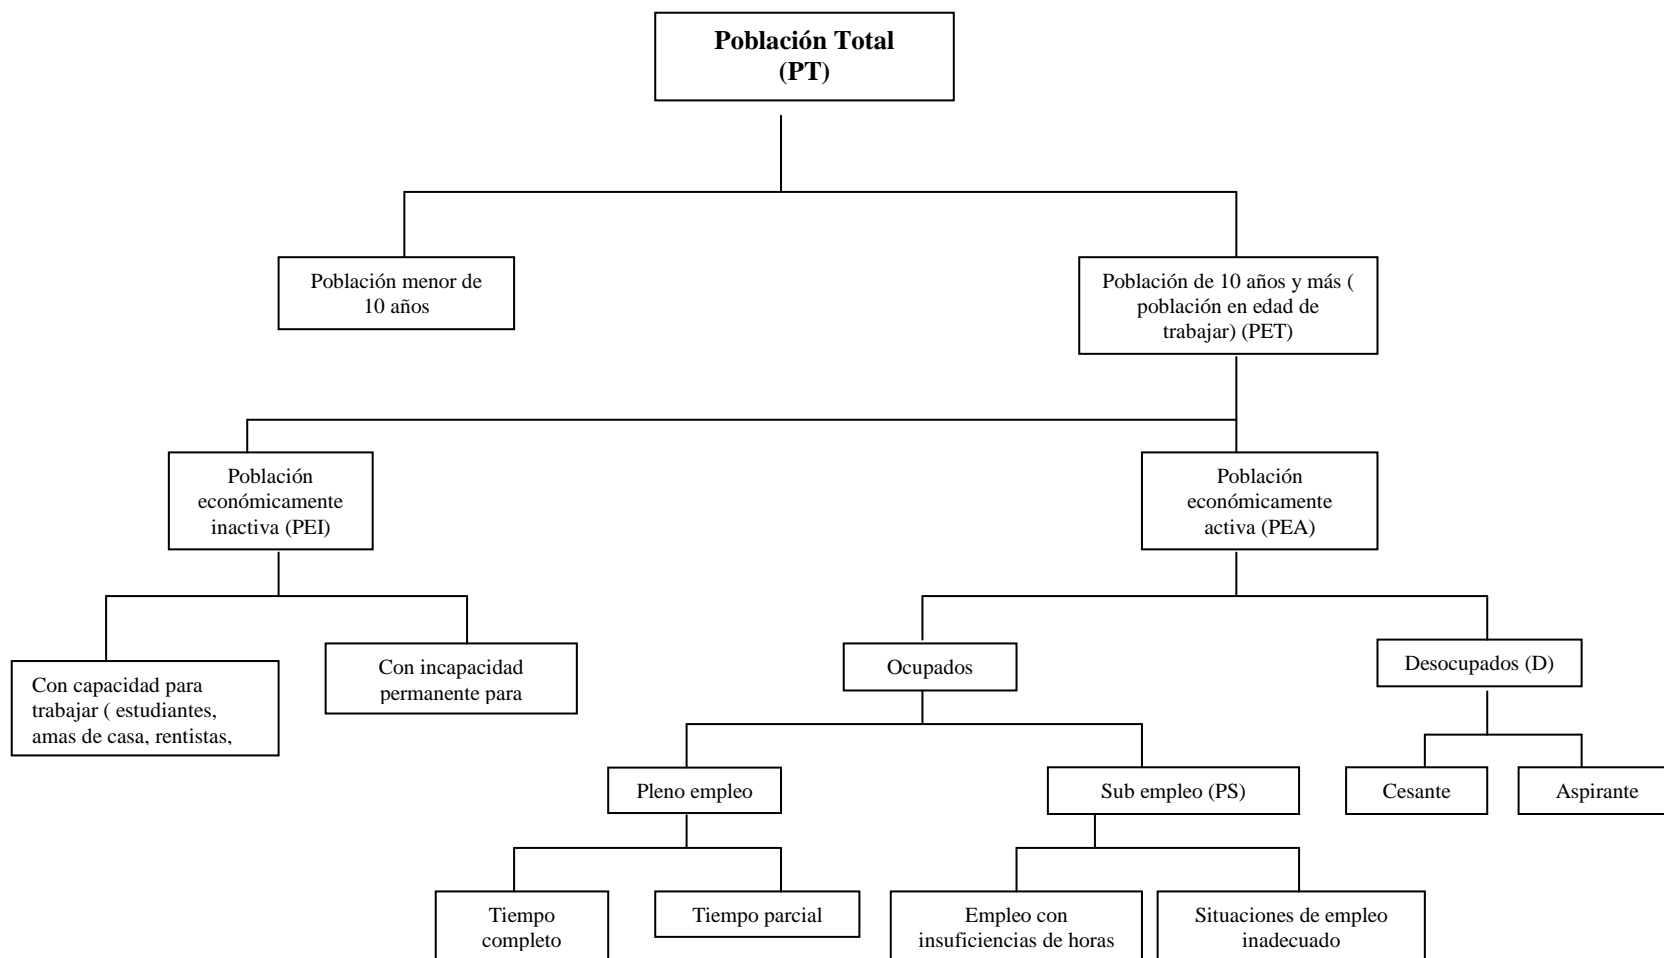 Población Total
(PT)
Población menor de
10 años
Población de 10 años y más (
población en edad de
trabajar) (PET)
Población
económicamente
inactiva (PEI)
Población
económicamente
activa (PEA)
Con capacidad para
trabajar ( estudiantes,
amas de casa, rentistas,
Con incapacidad
permanente para
Ocupados
Desocupados (D)
Pleno empleo
Sub empleo (PS)
Cesante
Aspirante
Tiempo
completo
Tiempo parcial
Empleo con
insuficiencias de horas
Situaciones de empleo
inadecuado